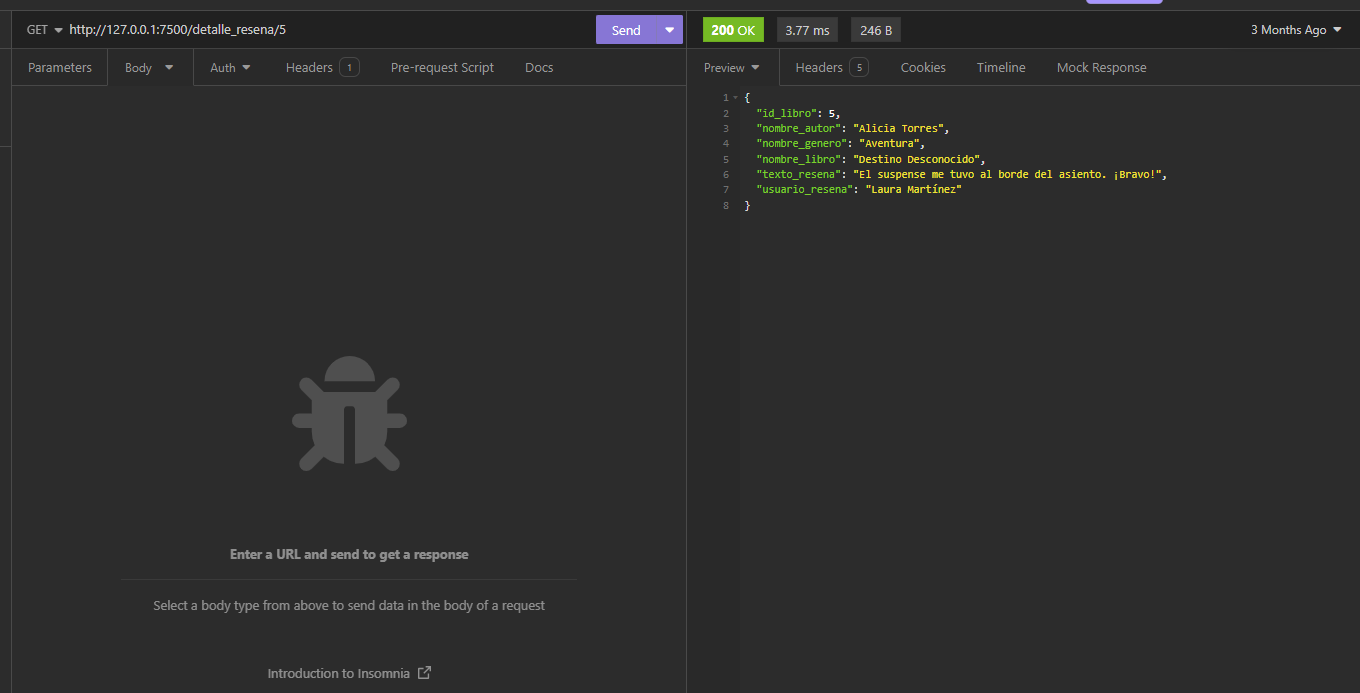 GET http://127.0.0.1:7500/detalle_resena/5 Send
200 OK 3.77 ms 246 B 3 Months Ago
Parameters Body Auth Headers 1 Pre-request Script Docs
Preview Headers 5 Cookies Timeline Mock Response
1 {
2 "id_libro": 5,
3 "nombre_autor": "Alicia Torres",
4 "nombre_genero": "Aventura",
5 "nombre_libro": "Destino Desconocido",
6 "texto_resena": "El suspense me tuvo al borde del asiento. ¡Bravo!",
7 "usuario_resena": "Laura Martínez"
8 }
Enter a URL and send to get a response
Select a body type from above to send data in the body of a request
Introduction to Insomnia